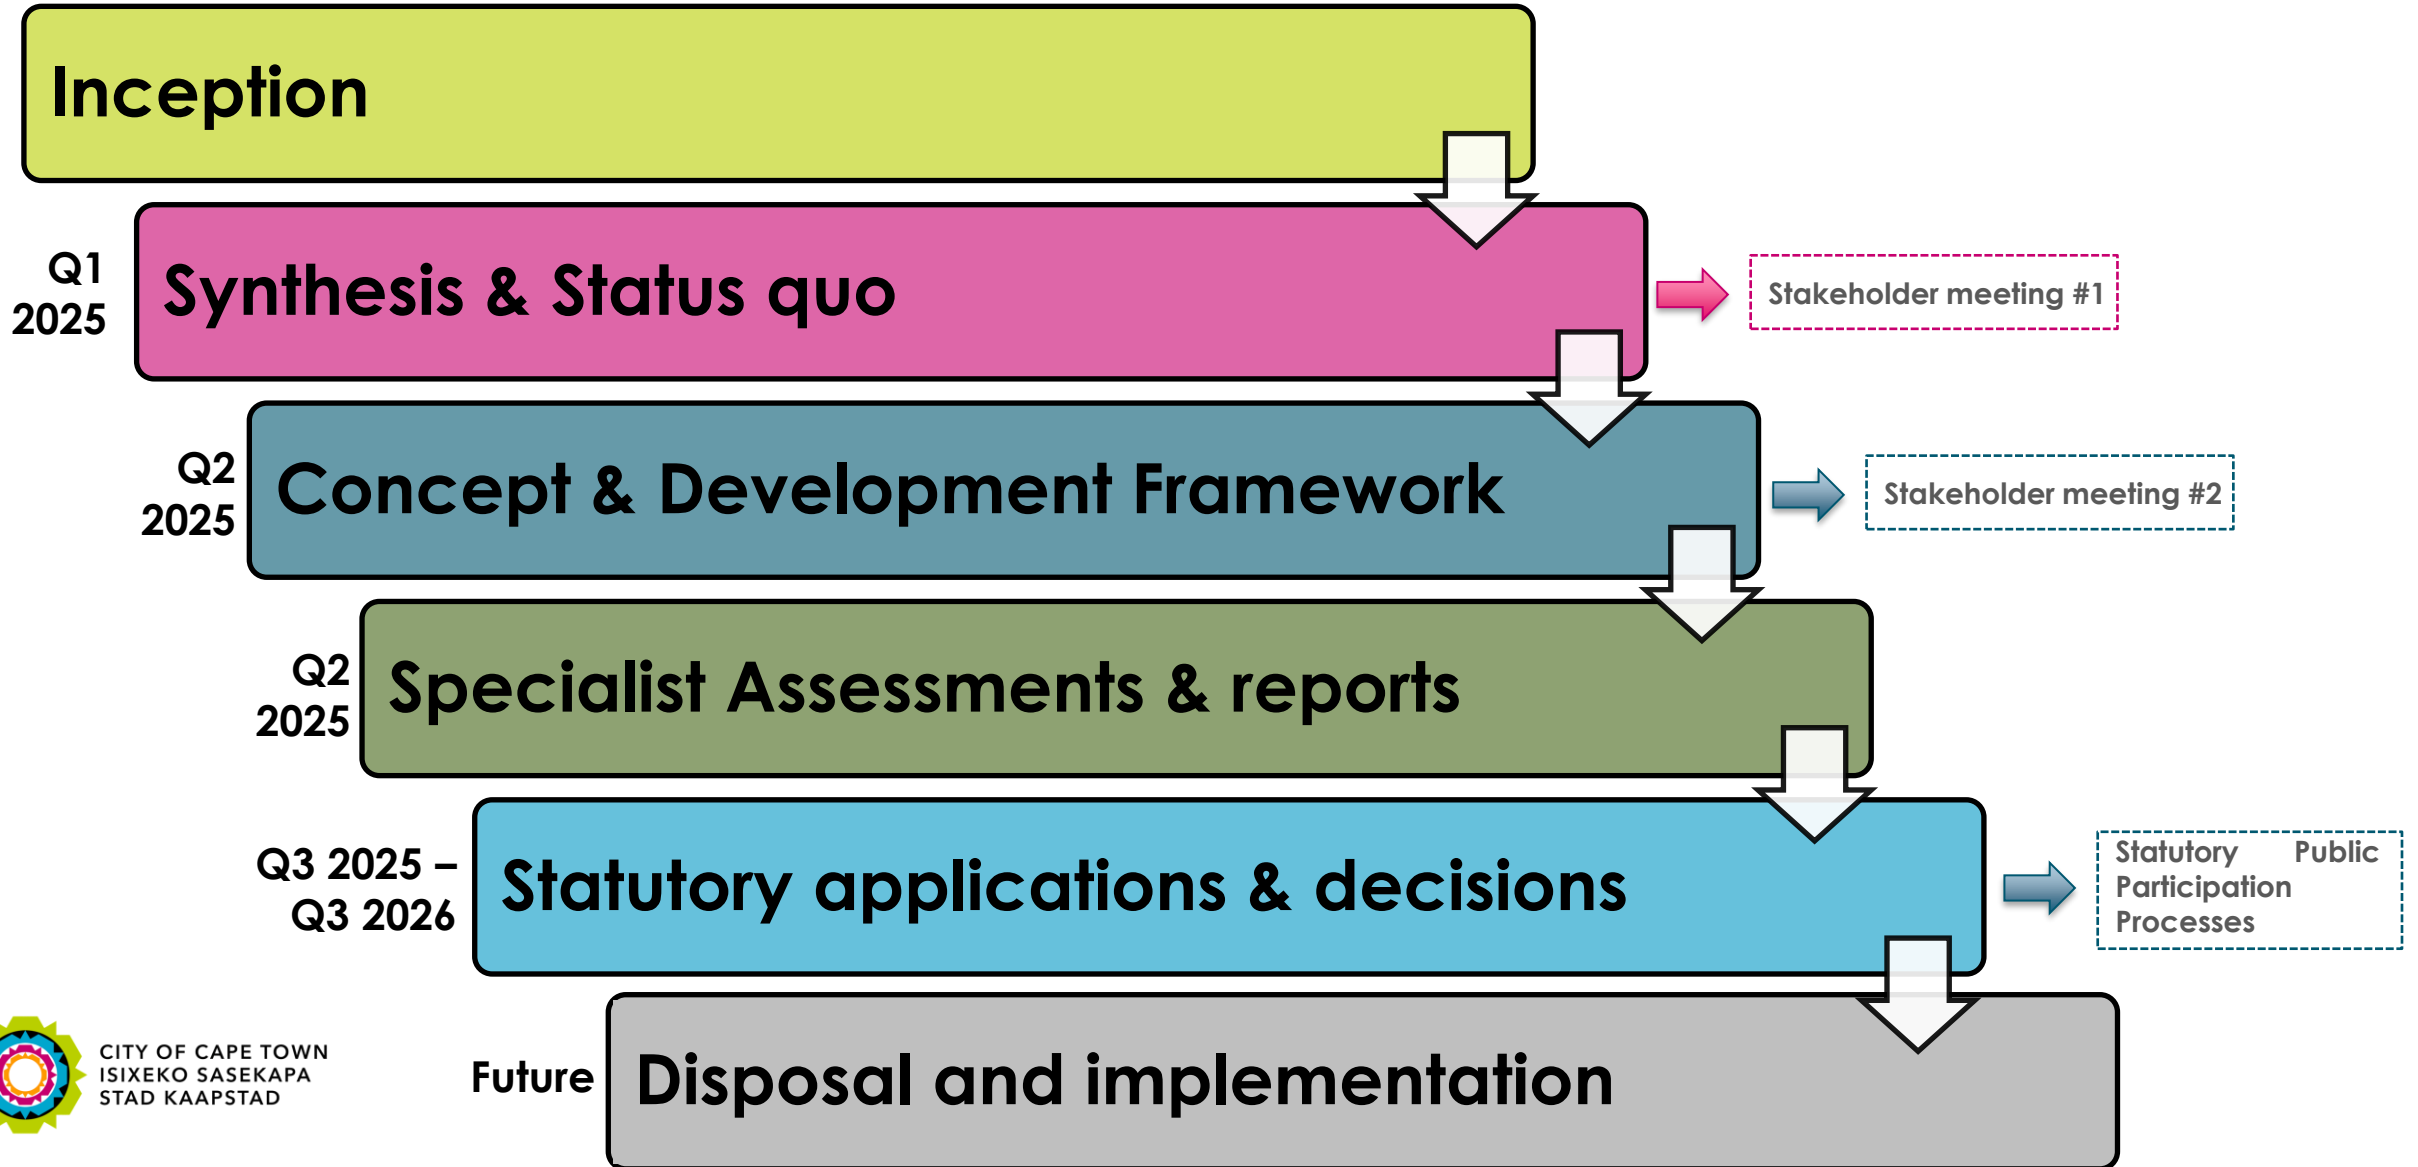 Inception
Q1
2025
Synthesis & Status quo
Stakeholder meeting #1
Q2
2025
Concept & Development Framework
Stakeholder meeting #2
Q2
2025
Specialist Assessments & reports
Q3 2025 –
Q3 2026
Statutory applications & decisions
Statutory Public
Participation
Processes
Future
Disposal and implementation
CITY OF CAPE TOWN
ISIXEKO SASEKAPA
STAD KAAPSTAD